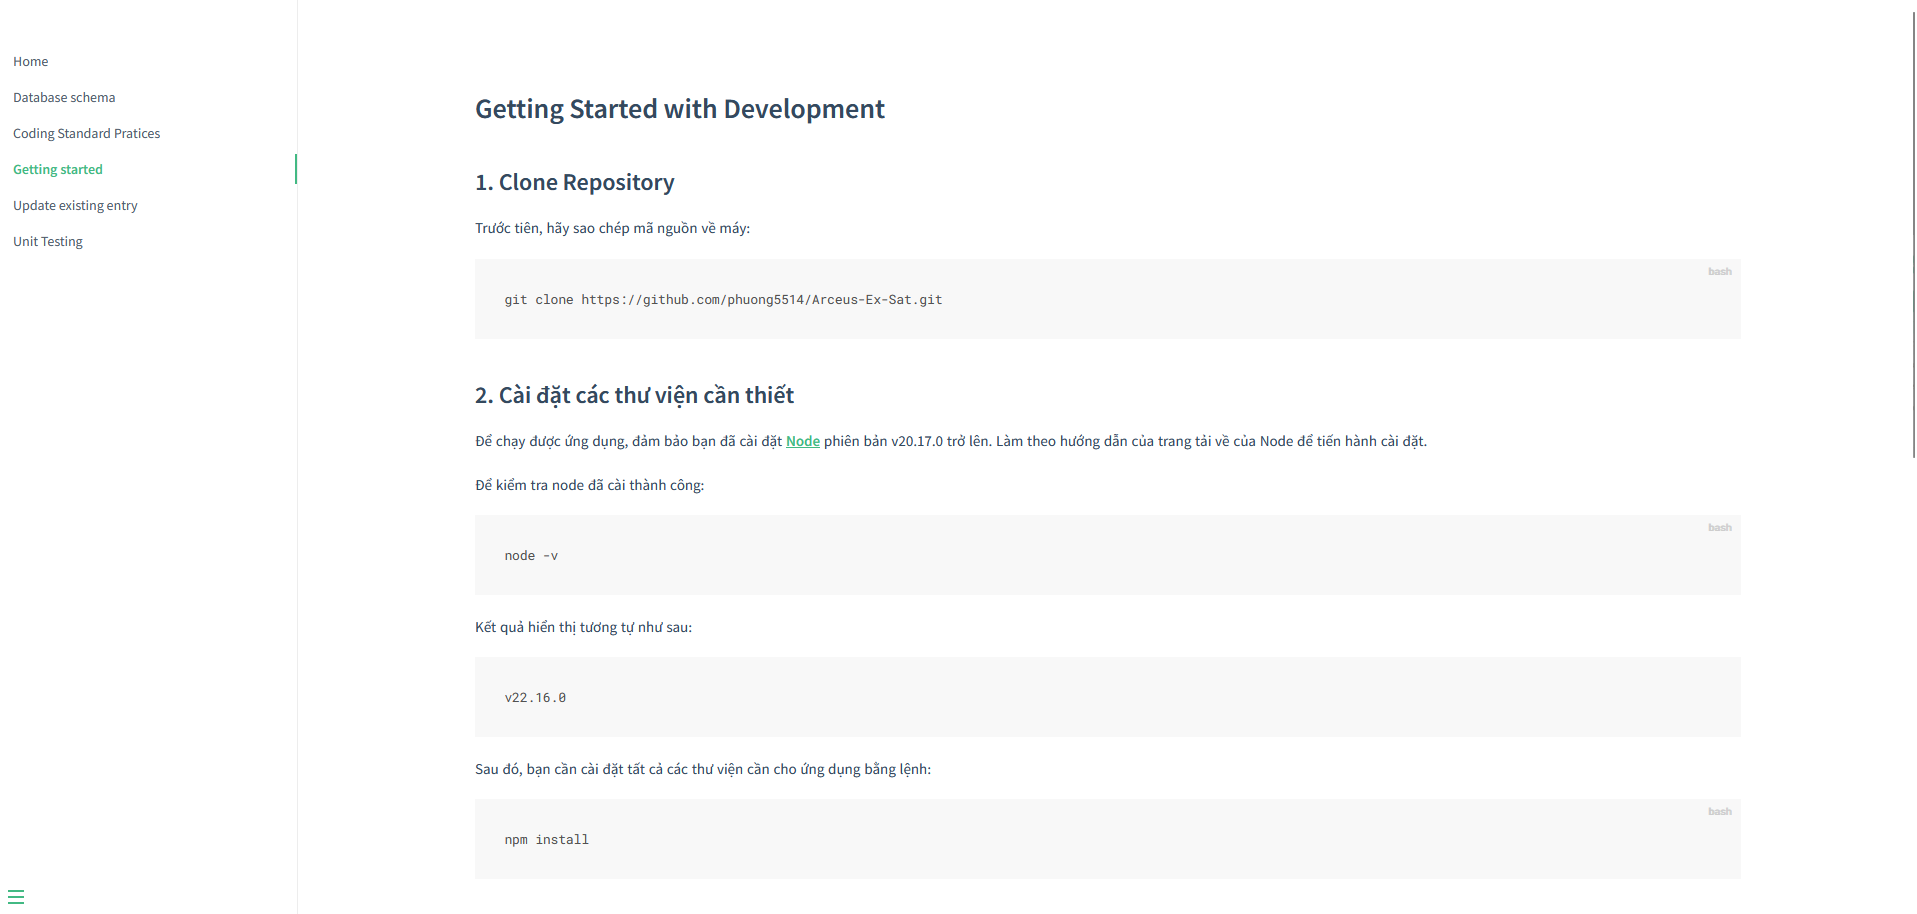 Home
Database schema
Coding Standard Pratices
Getting started
Update existing entry
Unit Testing
Getting Started with Development
1. Clone Repository
Trước tiên, hãy sao chép mã nguồn về máy:
bash
git clone https://github.com/phuong5514/Arceus-Ex-Sat.git
2. Cài đặt các thư viện cần thiết
Để chạy được ứng dụng, đảm bảo bạn đã cài đặt Node phiên bản v20.17.0 trở lên. Làm theo hướng dẫn của trang tải về của Node để tiến hành cài đặt.
Để kiểm tra node đã cài thành công:
bash
node -v
Kết quả hiển thị tương tự như sau:
v22.16.0
Sau đó, bạn cần cài đặt tất cả các thư viện cần cho ứng dụng bằng lệnh:
bash
npm install